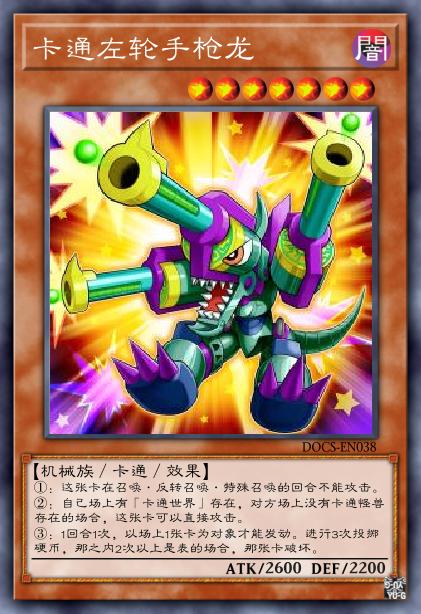 卡通左轮手枪龙
闇
DOCS-EN038
【机械族／卡通／效果】
①：这张卡在召唤·反转召唤·特殊召唤的回合不能攻击。
②：自己场上有「卡通世界」存在，对方场上没有卡通怪兽
存在的场合，这张卡可以直接攻击。
③：1回合1次，以场上1张卡为对象才能发动。进行3次投掷
硬币，那之内2次以上是表的场合，那张卡破坏。
ATK/2600 DEF/2200